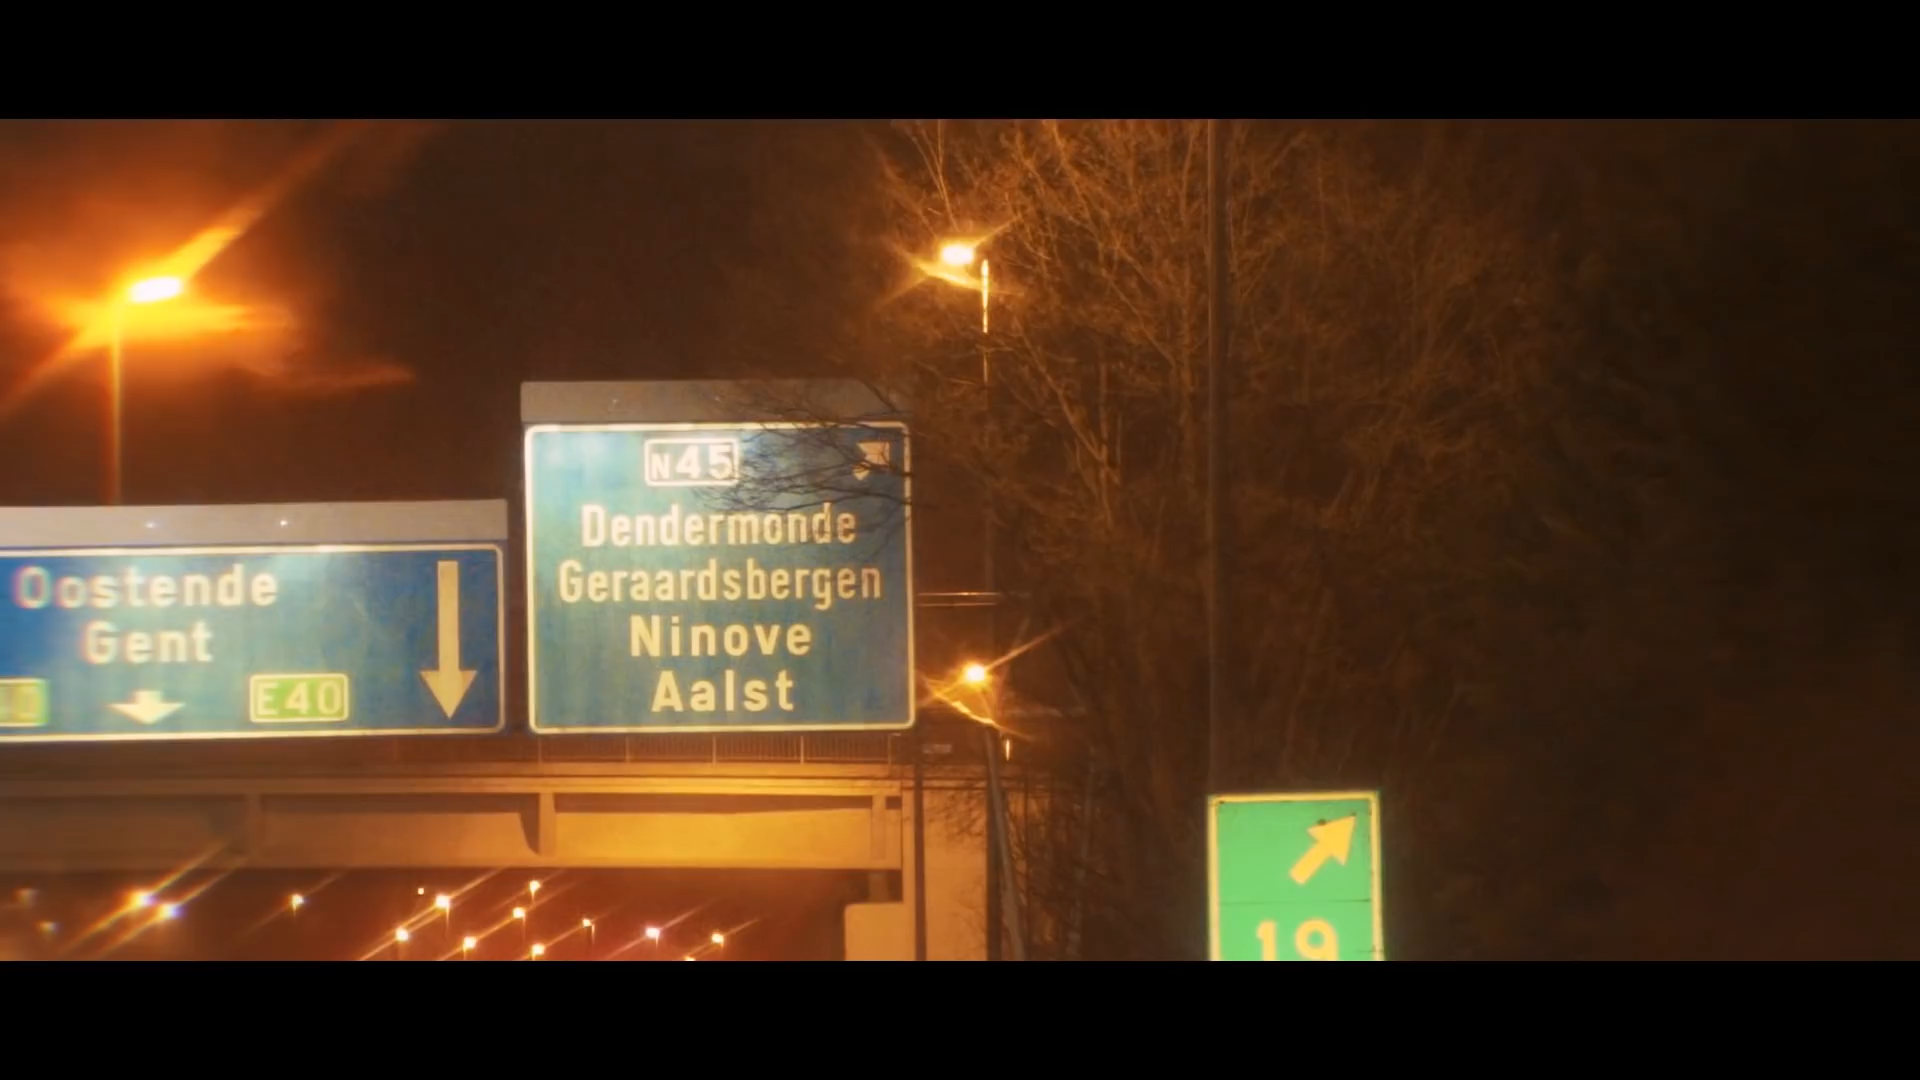 Oostende
Gent
E40
N45
Dendermonde
Geraardsbergen
Ninove
Aalst
19